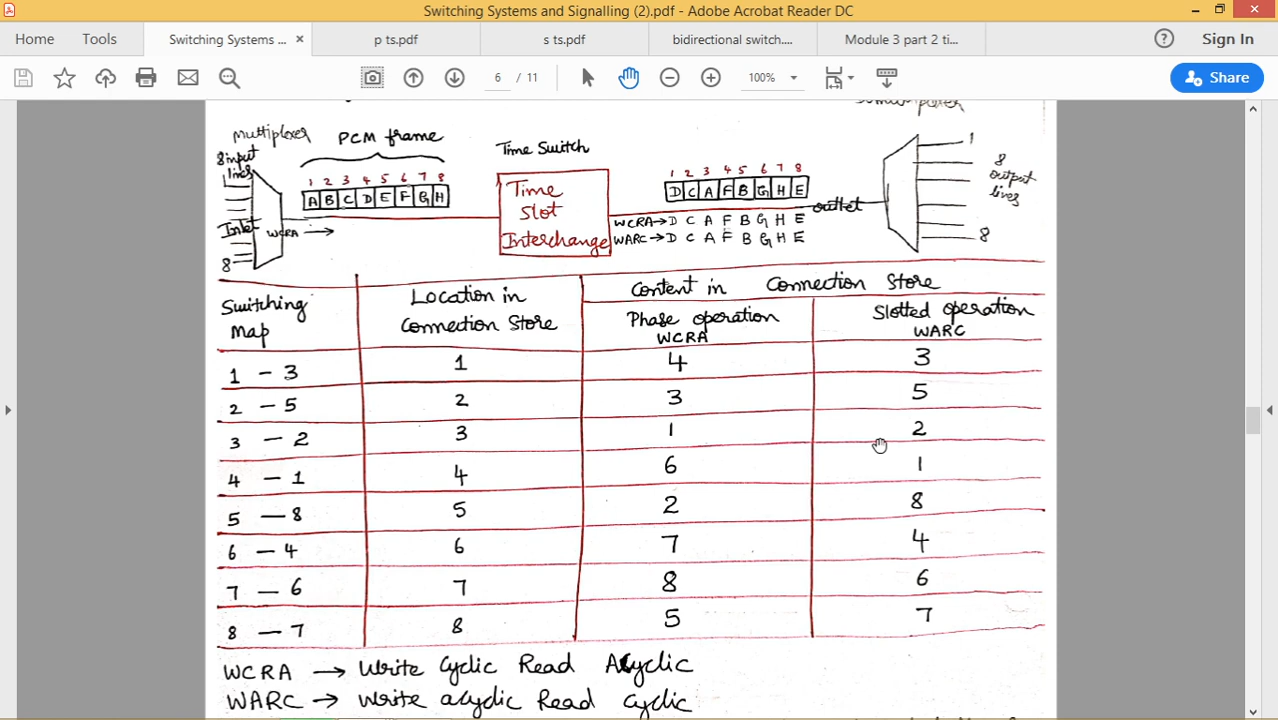 Switching Systems and Signalling (2).pdf - Adobe Acrobat Reader DC
Home Tools Switching Systems ... × p ts.pdf s ts.pdf bidirectional switch.... Module 3 part 2 ti... ? Sign In
6 / 11 100% Share
Multiplexer PCM frame Time Switch
8 input lines
1
1 2 3 4 5 6 7 8
A B C D E F G H
Inlet
WCRA →
8
Time Slot Interchange
1 2 3 4 5 6 7 8
D C A F B G H E
WCRA → D C A F B G H E
WARC → D C A F B G H E
outlet
1
8 output lines
8
Switching Map Location in Connection Store Content in Connection Store
Phase operation WCRA Slotted operation WARC
1 - 3 1 4 3
2 - 5 2 3 5
3 - 2 3 1 2
4 - 1 4 6 1
5 - 8 5 2 8
6 - 4 6 7 4
7 - 6 7 8 6
8 - 7 8 5 7
WCRA → Write Cyclic Read Acyclic
WARC → Write acyclic Read Cyclic